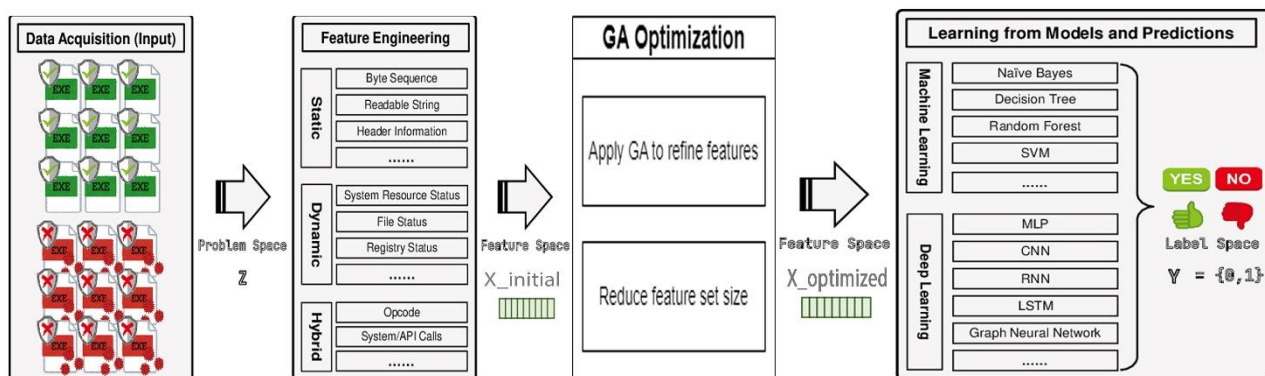 Data Acquisition (Input)
EXE EXE EXE
EXE EXE EXE
EXE EXE EXE
EXE EXE EXE
EXE EXE EXE
EXE EXE EXE
Problem Space
Z
Feature Engineering
Static
Byte Sequence
Readable String
Header Information
......
Dynamic
System Resource Status
File Status
Registry Status
......
Hybrid
Opcode
System/API Calls
......
Feature Space
X_initial
GA Optimization
Apply GA to refine features
Reduce feature set size
Feature Space
X_optimized
Learning from Models and Predictions
Machine Learning
Naïve Bayes
Decision Tree
Random Forest
SVM
......
Deep Learning
MLP
CNN
RNN
LSTM
Graph Neural Network
......
YES NO
Label Space
Y = {0,1}